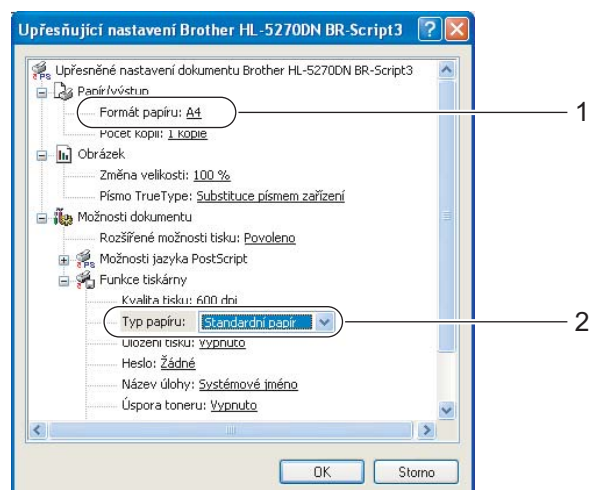 Upřesňující nastavení Brother HL-5270DN BR-Script3
Upřesněné nastavení dokumentu Brother HL-5270DN BR-Script3
Papír/výstup
Formát papíru: A4
1
Počet kopií: 1 kopie
Obrázek
Změna velikosti: 100 %
Písmo TrueType: Substituce písmem zařízení
Možnosti dokumentu
Rozšířené možnosti tisku: Povoleno
Možnosti jazyka PostScript
Funkce tiskárny
Kvalita tisku: 600 dpi
Typ papíru: Standardní papír
2
Uložení tisku: Vypnuto
Heslo: Žádné
Název úlohy: Systémové jméno
Úspora toneru: Vypnuto
OK
Storno